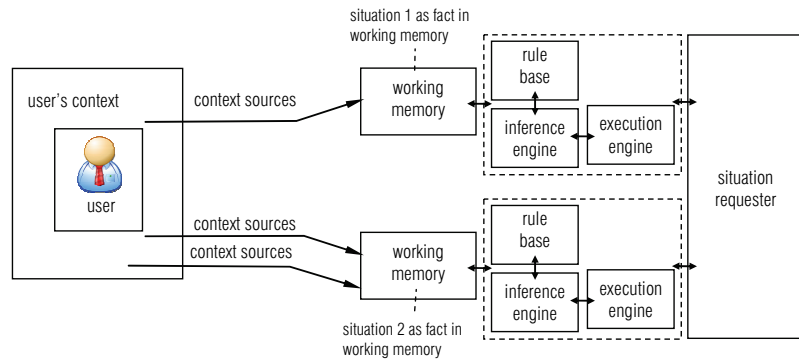 situation 1 as fact in
working memory
user's context
user
context sources
working
memory
rule
base
inference
engine
execution
engine
situation
requester
context sources
context sources
working
memory
rule
base
inference
engine
execution
engine
situation 2 as fact in
working memory